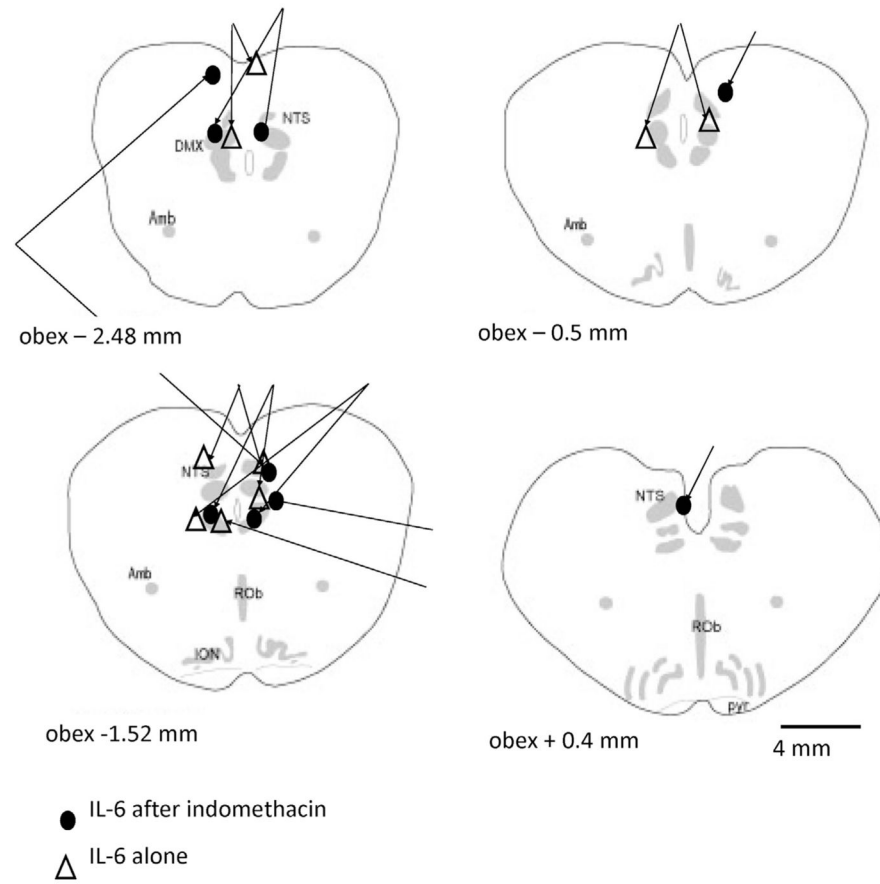 NTS
DMX
Amb
obex – 2.48 mm
Amb
obex – 0.5 mm
NTS
Amb
ROb
ION
obex -1.52 mm
NTS
ROb
pyr
obex + 0.4 mm
4 mm
IL-6 after indomethacin
IL-6 alone